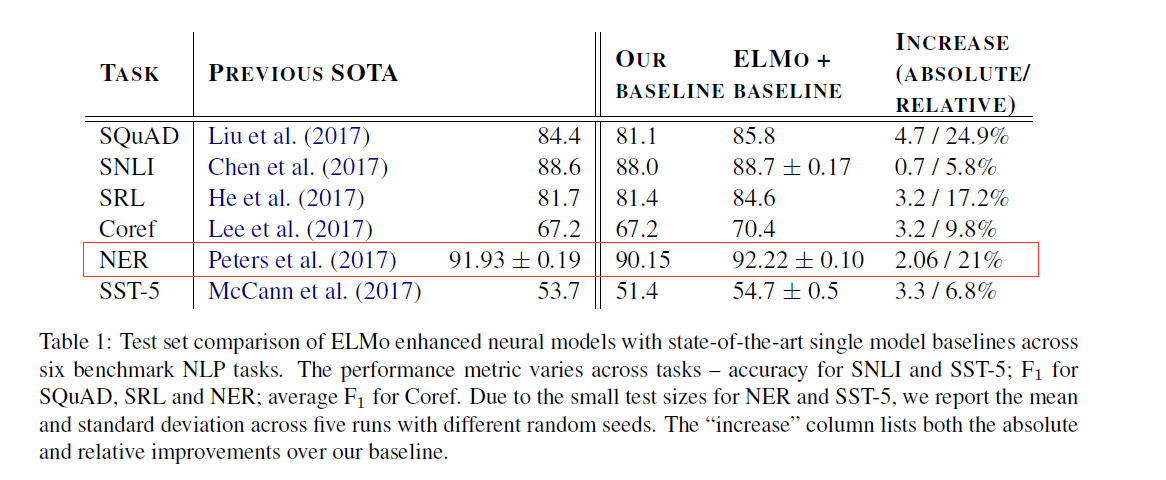 TASK PREVIOUS SOTA OUR BASELINE ELMO + BASELINE INCREASE (ABSOLUTE/ RELATIVE)
SQuAD Liu et al. (2017) 84.4 81.1 85.8 4.7 / 24.9%
SNLI Chen et al. (2017) 88.6 88.0 88.7 ± 0.17 0.7 / 5.8%
SRL He et al. (2017) 81.7 81.4 84.6 3.2 / 17.2%
Coref Lee et al. (2017) 67.2 67.2 70.4 3.2 / 9.8%
NER Peters et al. (2017) 91.93 ± 0.19 90.15 92.22 ± 0.10 2.06 / 21%
SST-5 McCann et al. (2017) 53.7 51.4 54.7 ± 0.5 3.3 / 6.8%
Table 1: Test set comparison of ELMo enhanced neural models with state-of-the-art single model baselines across
six benchmark NLP tasks. The performance metric varies across tasks – accuracy for SNLI and SST-5; F₁ for
SQuAD, SRL and NER; average F₁ for Coref. Due to the small test sizes for NER and SST-5, we report the mean
and standard deviation across five runs with different random seeds. The “increase” column lists both the absolute
and relative improvements over our baseline.